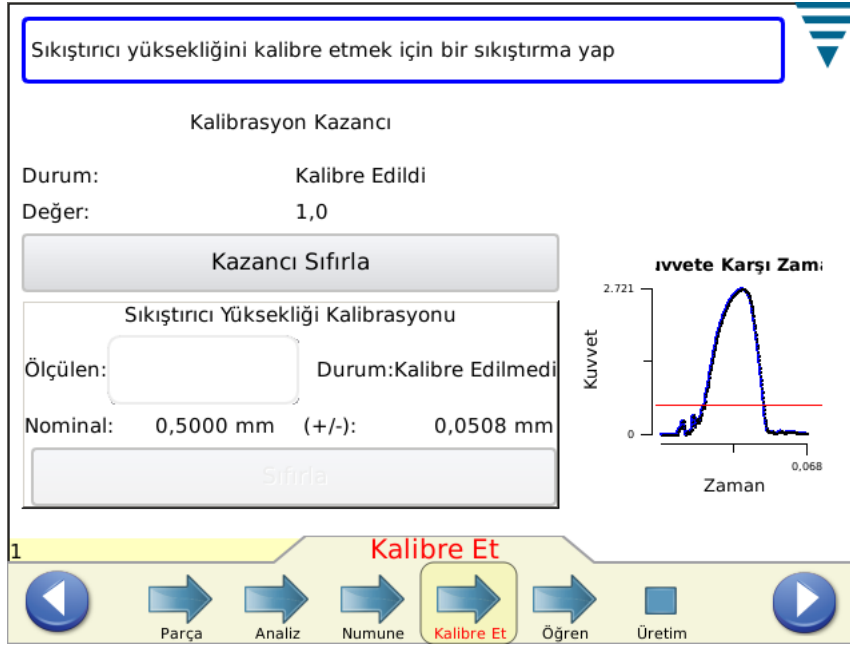 Sıkıştırıcı yüksekliğini kalibre etmek için bir sıkıştırma yap
Kalibrasyon Kazancı
Durum: Kalibre Edildi
Değer: 1,0
Kazancı Sıfırla
Sıkıştırıcı Yüksekliği Kalibrasyonu
Ölçülen: Durum:Kalibre Edilmedi
Nominal: 0,5000 mm (+/-): 0,0508 mm
Sıfırla
uvvete Karşı Zama
2.721
Kuvvet
0
0,068
Zaman
1
Kalibre Et
Parça Analiz Numune Kalibre Et Öğren Üretim